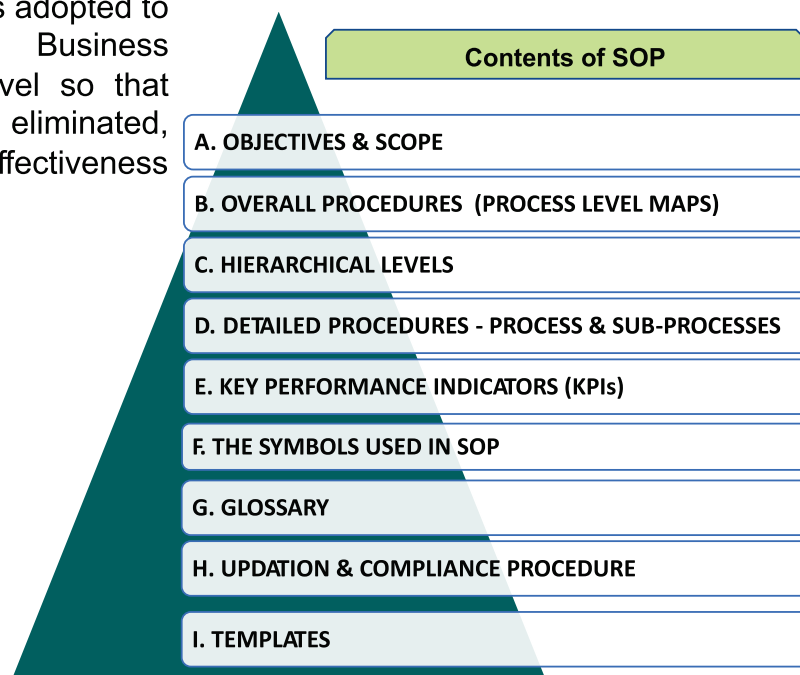 s adopted to
Business
vel so that
eliminated,
ffectiveness
Contents of SOP
A. OBJECTIVES & SCOPE
B. OVERALL PROCEDURES (PROCESS LEVEL MAPS)
C. HIERARCHICAL LEVELS
D. DETAILED PROCEDURES - PROCESS & SUB-PROCESSES
E. KEY PERFORMANCE INDICATORS (KPIs)
F. THE SYMBOLS USED IN SOP
G. GLOSSARY
H. UPDATION & COMPLIANCE PROCEDURE
I. TEMPLATES